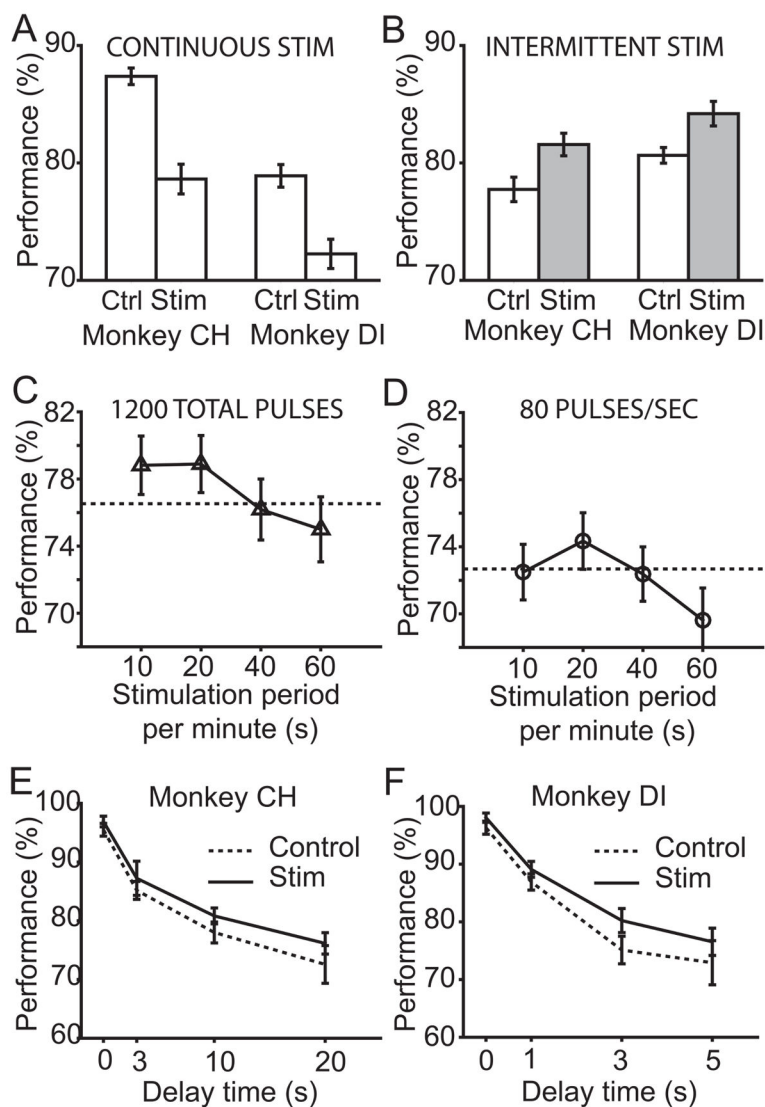 A
CONTINUOUS STIM
Performance (%)
90
80
70
Ctrl Stim Ctrl Stim
Monkey CH Monkey DI
B
INTERMITTENT STIM
Performance (%)
90
80
70
Ctrl Stim Ctrl Stim
Monkey CH Monkey DI
C
1200 TOTAL PULSES
Performance (%)
82
78
74
70
10 20 40 60
Stimulation period
per minute (s)
D
80 PULSES/SEC
Performance (%)
82
78
74
70
10 20 40 60
Stimulation period
per minute (s)
E
Monkey CH
Performance (%)
100
90
80
70
60
Control
Stim
0 3 10 20
Delay time (s)
F
Monkey DI
Performance (%)
100
90
80
70
60
Control
Stim
0 1 3 5
Delay time (s)